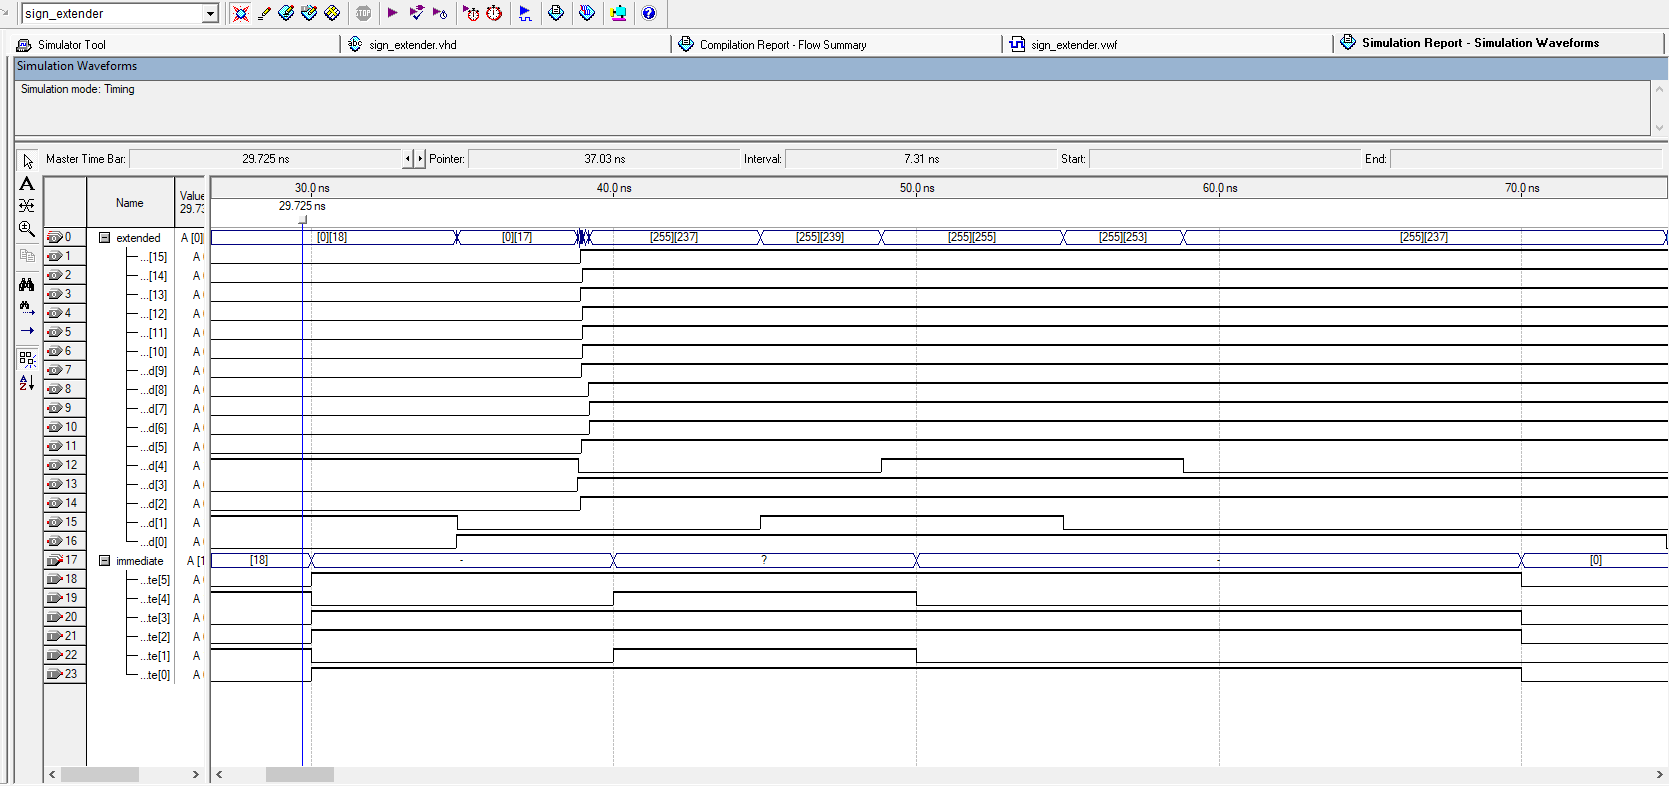 sign_extender
STOP
Simulator Tool
sign_extender.vhd
Compilation Report - Flow Summary
sign_extender.vwf
Simulation Report - Simulation Waveforms
Simulation Waveforms
Simulation mode: Timing
Master Time Bar: 29.725 ns Pointer: 37.03 ns Interval: 7.31 ns Start: End:
Name
Value
29.73
30.0 ns 40.0 ns 50.0 ns 60.0 ns 70.0 ns
29.725 ns
0 extended A [0] [0][18] [0][17] [255][237] [255][239] [255][255] [255][253] [255][237]
1 ...[15] A
2 ...[14] A
3 ...[13] A
4 ...[12] A
5 ...[11] A
6 ...[10] A
7 ...d[9] A
8 ...d[8] A
9 ...d[7] A
10 ...d[6] A
11 ...d[5] A
12 ...d[4] A
13 ...d[3] A
14 ...d[2] A
15 ...d[1] A
16 ...d[0] A
17 immediate A [1 [18] - ? - [0]
18 ...te[5] A
19 ...te[4] A
20 ...te[3] A
21 ...te[2] A
22 ...te[1] A
23 ...te[0] A